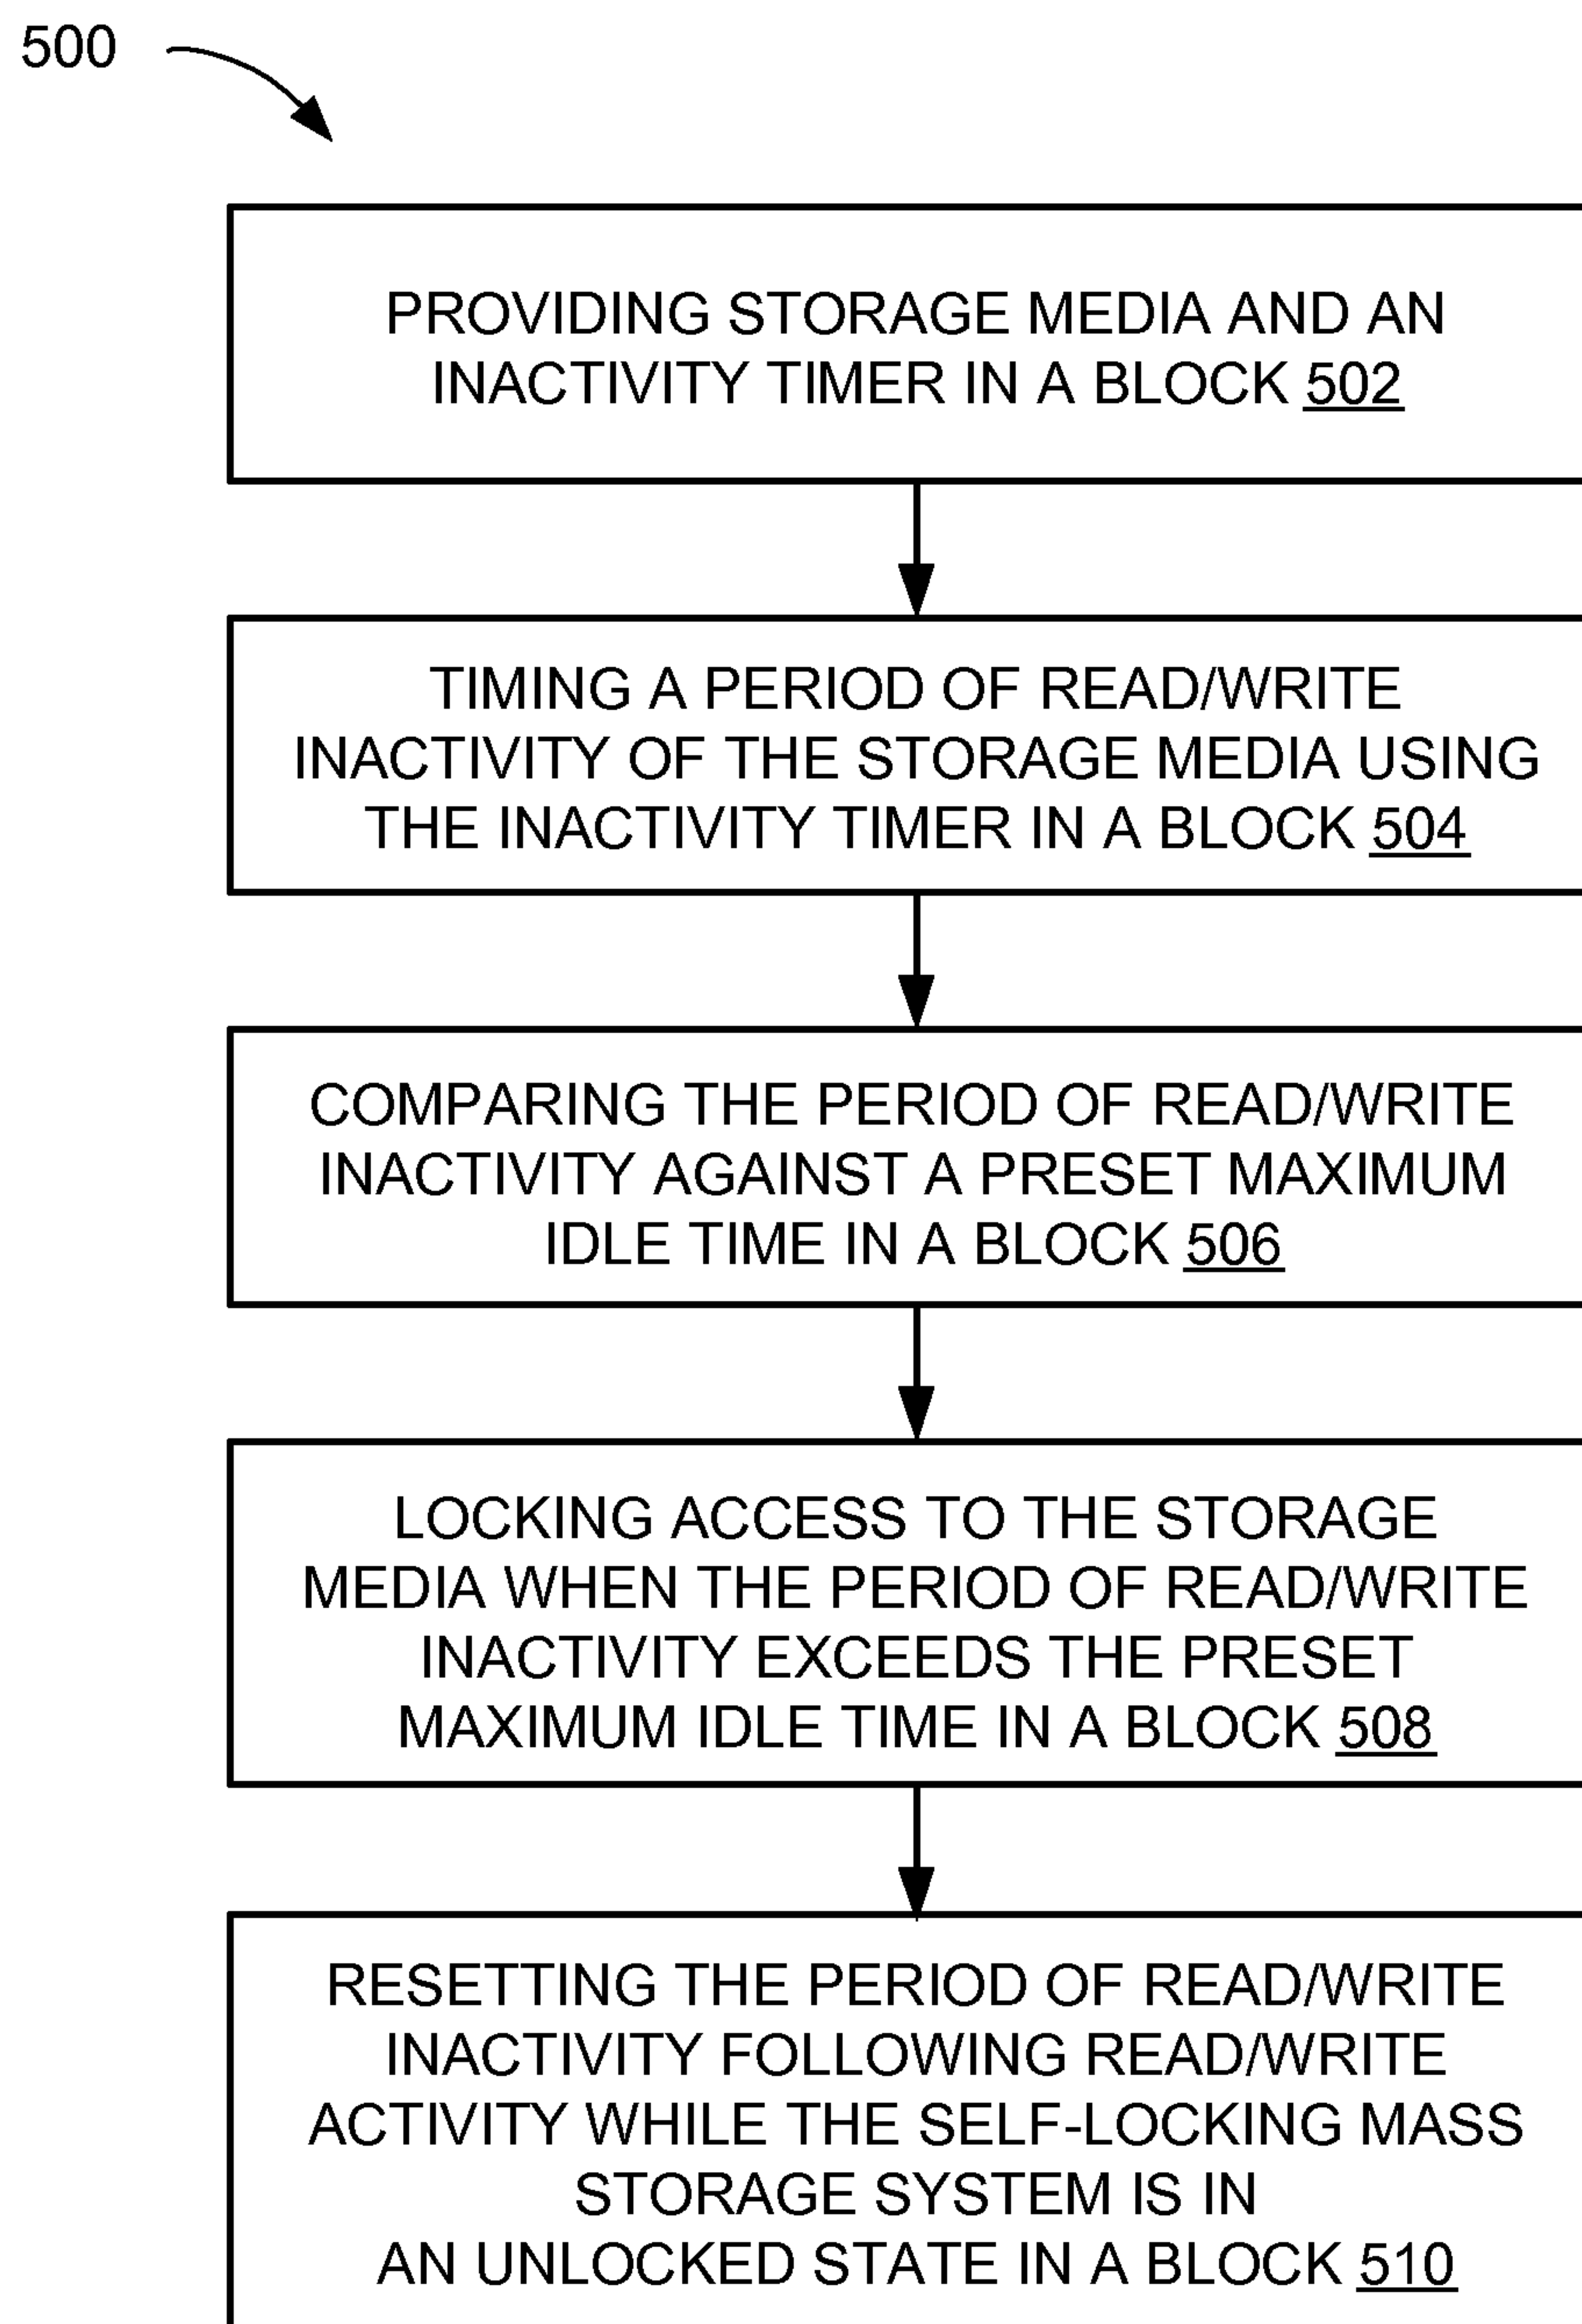 500
PROVIDING STORAGE MEDIA AND AN
INACTIVITY TIMER IN A BLOCK 502
TIMING A PERIOD OF READ/WRITE
INACTIVITY OF THE STORAGE MEDIA USING
THE INACTIVITY TIMER IN A BLOCK 504
COMPARING THE PERIOD OF READ/WRITE
INACTIVITY AGAINST A PRESET MAXIMUM
IDLE TIME IN A BLOCK 506
LOCKING ACCESS TO THE STORAGE
MEDIA WHEN THE PERIOD OF READ/WRITE
INACTIVITY EXCEEDS THE PRESET
MAXIMUM IDLE TIME IN A BLOCK 508
RESETTING THE PERIOD OF READ/WRITE
INACTIVITY FOLLOWING READ/WRITE
ACTIVITY WHILE THE SELF-LOCKING MASS
STORAGE SYSTEM IS IN
AN UNLOCKED STATE IN A BLOCK 510